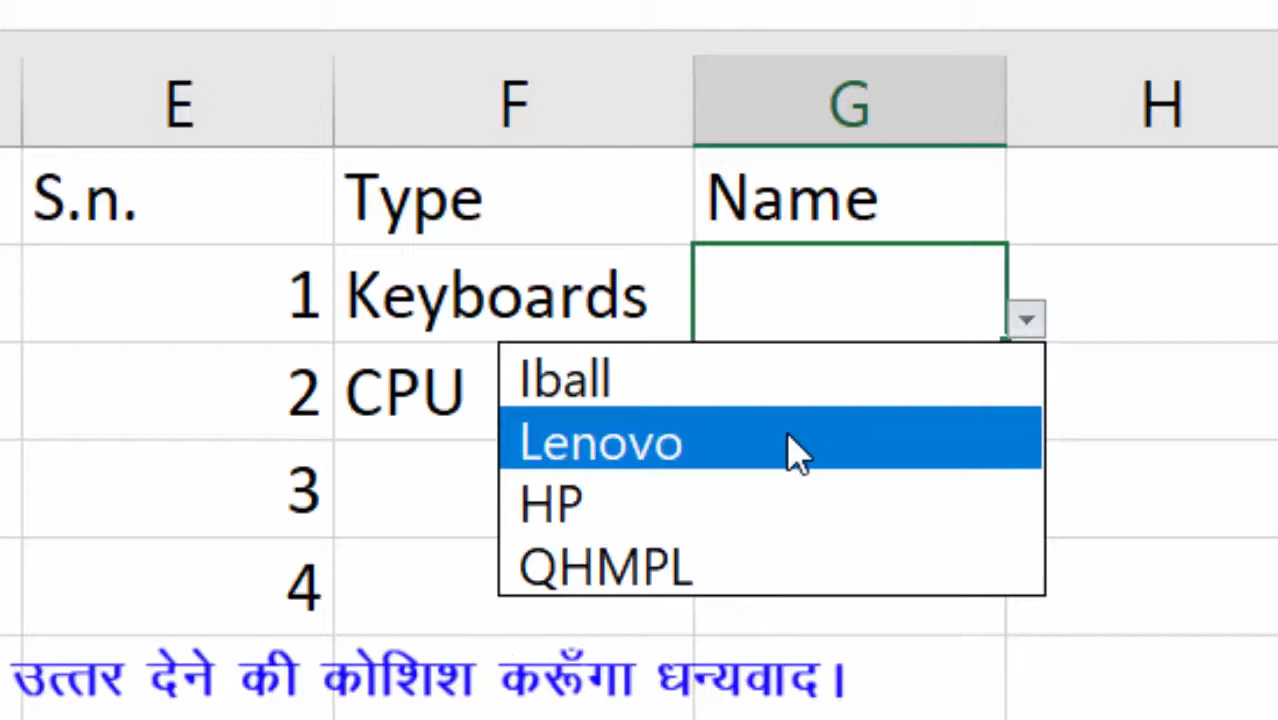 E F G H
S.n. Type Name
1 Keyboards
Iball
2 CPU
Lenovo
3
HP
QHMPL
4
उत्तर देने की कोशिश करूँगा धन्यवाद।